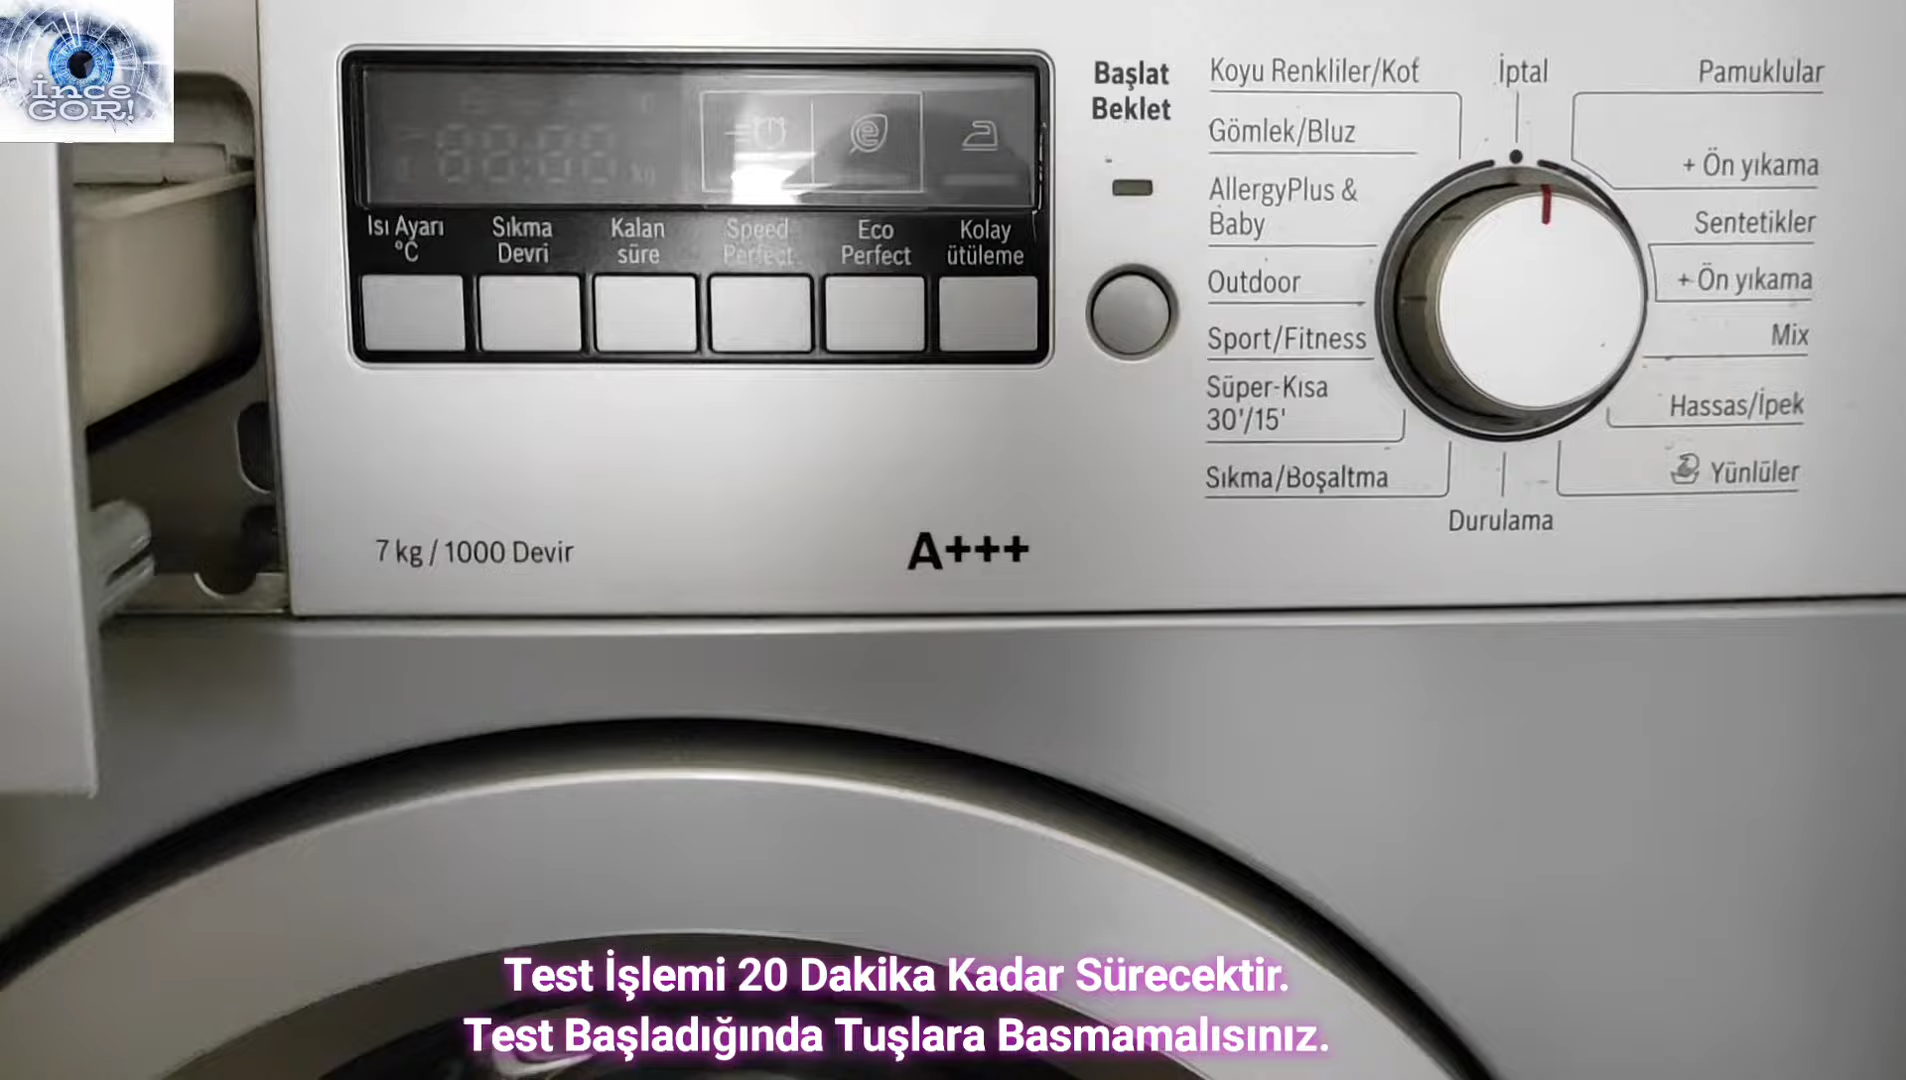 İnce
GÖR!
Başlat
Beklet
Koyu Renkliler/Kot
İptal
Pamuklular
Gömlek/Bluz
+ Ön yıkama
AllergyPlus &
Baby
Sentetikler
Outdoor
+ Ön yıkama
Sport/Fitness
Mix
Süper-Kısa
30'/15'
Hassas/İpek
Sıkma/Boşaltma
Yünlüler
Durulama
Isı Ayarı
°C
Sıkma
Devri
Kalan
süre
Speed
Perfect
Eco
Perfect
Kolay
ütüleme
7 kg / 1000 Devir
A+++
Test İşlemi 20 Dakika Kadar Sürecektir.
Test Başladığında Tuşlara Basmamalısınız.